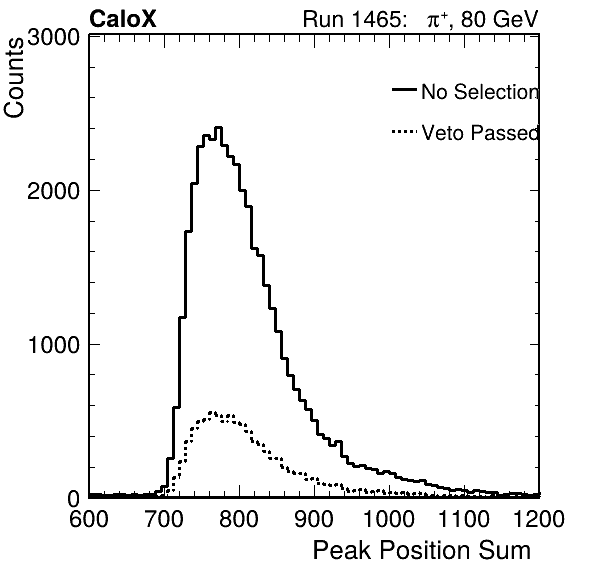 CaloX Run 1465: π⁺, 80 GeV
Counts
3000
2000
1000
0
No Selection
Veto Passed
600 700 800 900 1000 1100 1200
Peak Position Sum